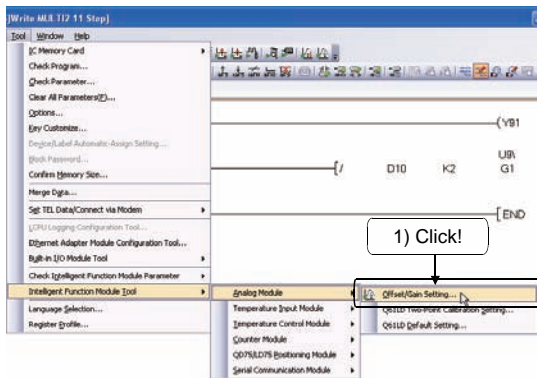 [Write MULTI2 11 Step]
Tool Window Help
IC Memory Card
Check Program...
Check Parameter...
Clear All Parameters(F)...
Options...
Key Customize...
Device/Label Automatic-Assign Setting...
Block Password...
Confirm Memory Size...
Merge Data...
Set TEL Data/Connect via Modem
LCPU Logging Configuration Tool...
Ethernet Adapter Module Configuration Tool...
Built-in I/O Module Tool
Check Intelligent Function Module Parameter
Intelligent Function Module Tool
Language Selection...
Register Profile...
Analog Module
Temperature Input Module
Temperature Control Module
Counter Module
QD75/LD75 Positioning Module
Serial Communication Module
Offset/Gain Setting...
Q61LD Two-Point Calibration Setting...
Q61LD Default Setting...
(Y91
[/ D10 K2 U9\
G1
[END
1) Click!